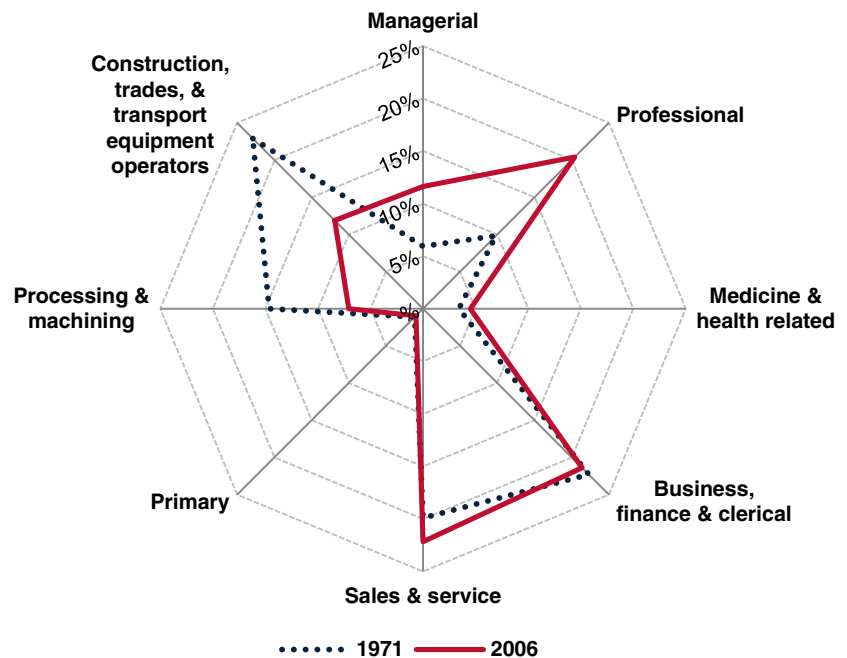 Managerial
25%
20%
15%
10%
5%
%
Professional
Medicine &
health related
Business,
finance & clerical
Sales & service
Primary
Processing &
machining
Construction,
trades, &
transport
equipment
operators
1971 2006